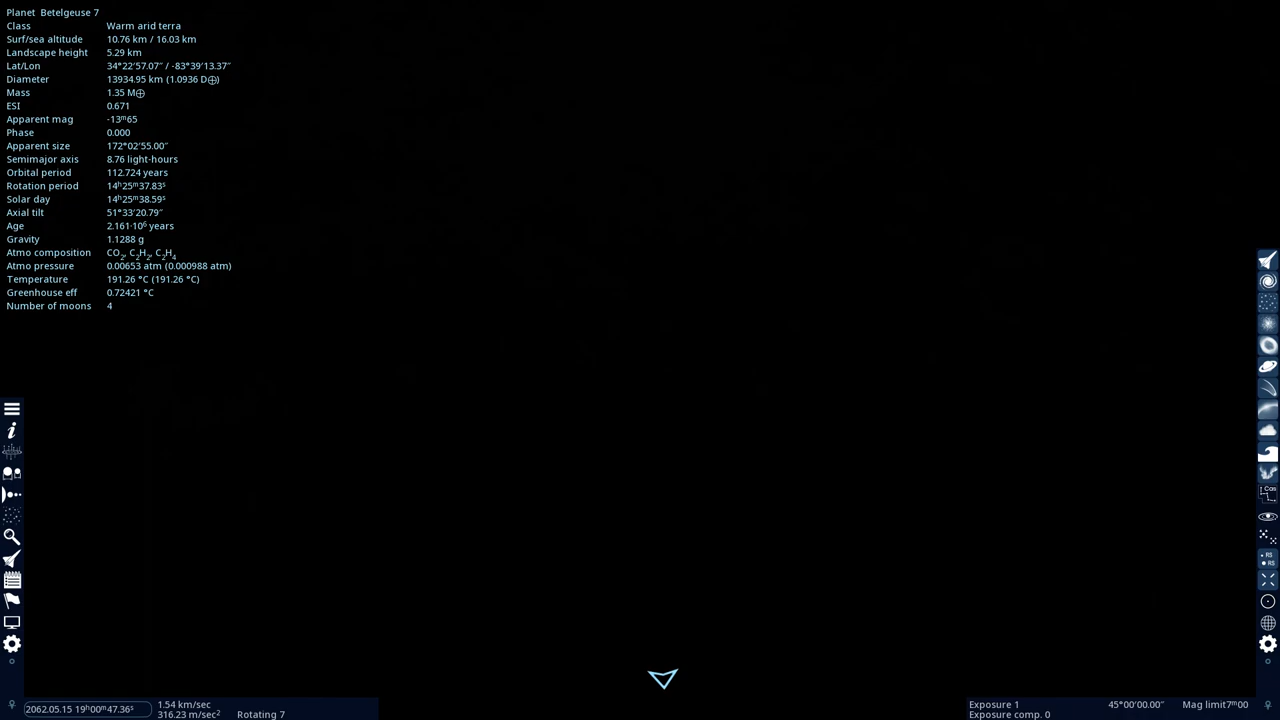 Planet Betelgeuse 7
Class Warm arid terra
Surf/sea altitude 10.76 km / 16.03 km
Landscape height 5.29 km
Lat/Lon 34°22′57.07″ / -83°39′13.37″
Diameter 13934.95 km (1.0936 D⊕)
Mass 1.35 M⊕
ESI 0.671
Apparent mag -13ᵐ65
Phase 0.000
Apparent size 172°02′55.00″
Semimajor axis 8.76 light-hours
Orbital period 112.724 years
Rotation period 14ʰ25ᵐ37.83ˢ
Solar day 14ʰ25ᵐ38.59ˢ
Axial tilt 51°33′20.79″
Age 2.161·10⁶ years
Gravity 1.1288 g
Atmo composition CO₂, C₂H₂, C₂H₄
Atmo pressure 0.00653 atm (0.000988 atm)
Temperature 191.26 °C (191.26 °C)
Greenhouse eff 0.72421 °C
Number of moons 4
Can
RS
RS
2062.05.15 19ʰ00ᵐ47.36ˢ
1.54 km/sec
316.23 m/sec² Rotating 7
Exposure 1 45°00′00.00″ Mag limit 7ᵐ00
Exposure comp. 0